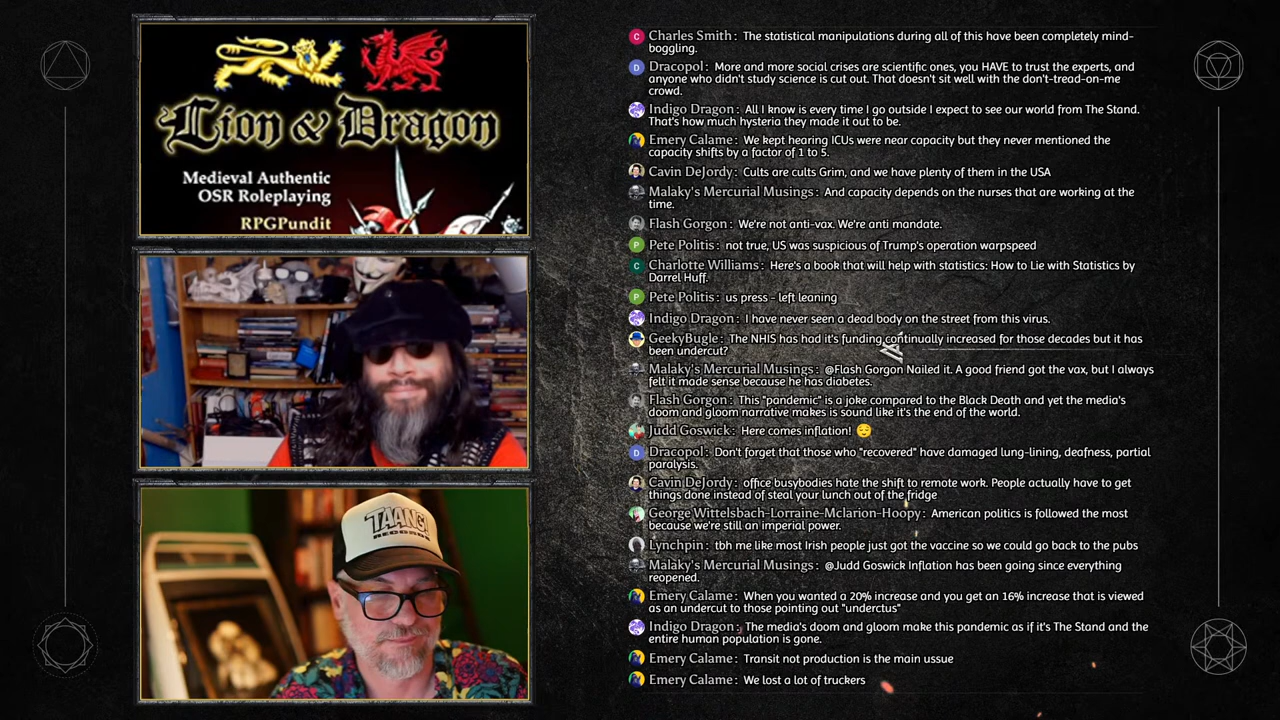 Lion & Dragon
Medieval Authentic
OSR Roleplaying
RPGPundit
TAANG!
RECORDS
C Charles Smith: The statistical manipulations during all of this have been completely mind-
boggling.
D Dracopol: More and more social crises are scientific ones, you HAVE to trust the experts, and
anyone who didn't study science is cut out. That doesn't sit well with the don't-tread-on-me
crowd.
Indigo Dragon: All I know is every time I go outside I expect to see our world from The Stand.
That's how much hysteria they made it out to be.
Emery Calame: We kept hearing ICUs were near capacity but they never mentioned the
capacity shifts by a factor of 1 to 5.
Cavin DeJordy: Cults are cults Grim, and we have plenty of them in the USA
Malaky's Mercurial Musings: And capacity depends on the nurses that are working at the
time.
Flash Gorgon: We're not anti-vax. We're anti mandate.
P Pete Politis: not true, US was suspicious of Trump's operation warpspeed
C Charlotte Williams: Here's a book that will help with statistics: How to Lie with Statistics by
Darrel Huff.
P Pete Politis: us press - left leaning
Indigo Dragon: I have never seen a dead body on the street from this virus.
GeekyBugle: The NHIS has had it's funding continually increased for those decades but it has
been undercut?
Malaky's Mercurial Musings: @Flash Gorgon Nailed it. A good friend got the vax, but I always
felt it made sense because he has diabetes.
Flash Gorgon: This "pandemic" is a joke compared to the Black Death and yet the media's
doom and gloom narrative makes is sound like it's the end of the world.
Judd Goswick: Here comes inflation! 😌
D Dracopol: Don't forget that those who "recovered" have damaged lung-lining, deafness, partial
paralysis.
Cavin DeJordy: office busybodies hate the shift to remote work. People actually have to get
things done instead of steal your lunch out of the fridge
George Wittelsbach-Lorraine-Mclarion-Hoopy: American politics is followed the most
because we're still an imperial power.
Lynchpin: tbh me like most Irish people just got the vaccine so we could go back to the pubs
Malaky's Mercurial Musings: @Judd Goswick Inflation has been going since everything
reopened.
Emery Calame: When you wanted a 20% increase and you get an 16% increase that is viewed
as an undercut to those pointing out "underctus"
Indigo Dragon: The media's doom and gloom make this pandemic as if it's The Stand and the
entire human population is gone.
Emery Calame: Transit not production is the main ussue
Emery Calame: We lost a lot of truckers